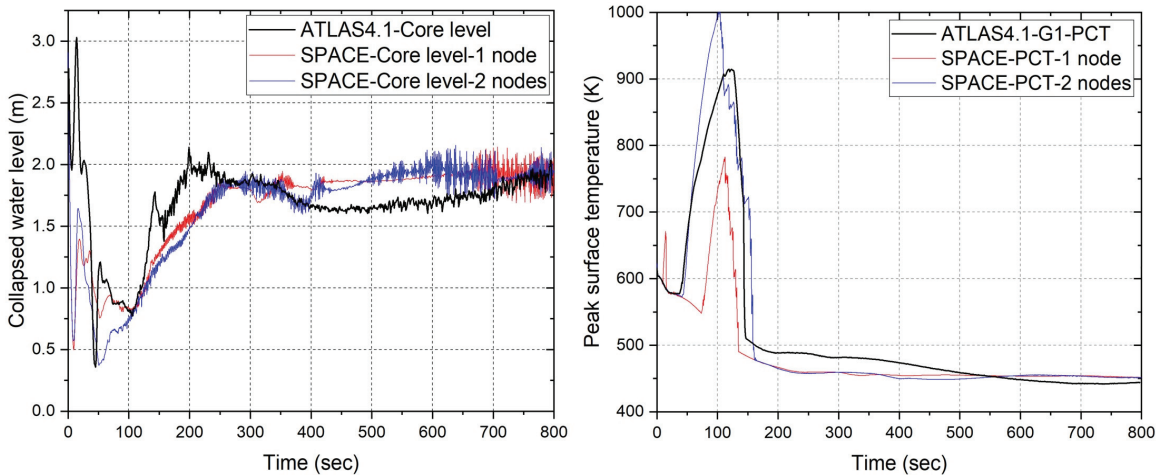 ATLAS4.1-Core level
SPACE-Core level-1 node
SPACE-Core level-2 nodes
3.0
2.5
2.0
1.5
1.0
0.5
0.0
Collapsed water level (m)
0 100 200 300 400 500 600 700 800
Time (sec)
ATLAS4.1-G1-PCT
SPACE-PCT-1 node
SPACE-PCT-2 nodes
1000
900
800
700
600
500
400
Peak surface temperature (K)
0 100 200 300 400 500 600 700 800
Time (sec)